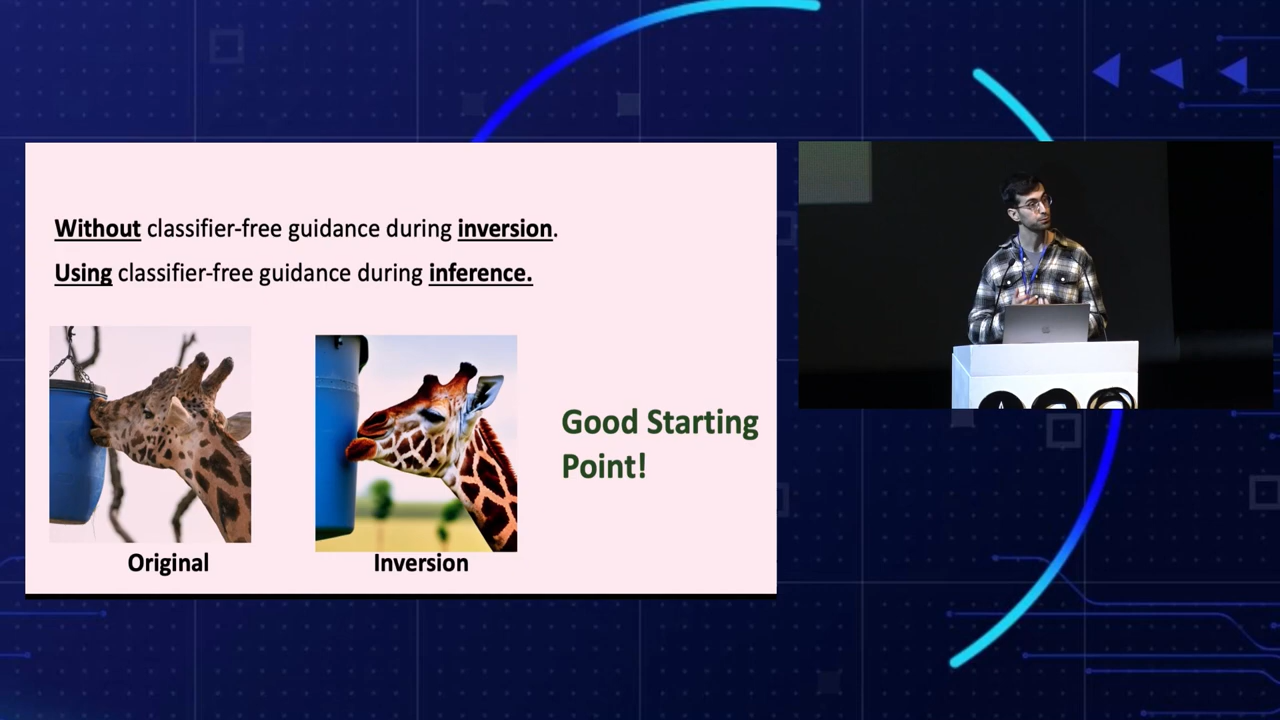 Without classifier-free guidance during inversion.
Using classifier-free guidance during inference.
Good Starting
Point!
Original
Inversion